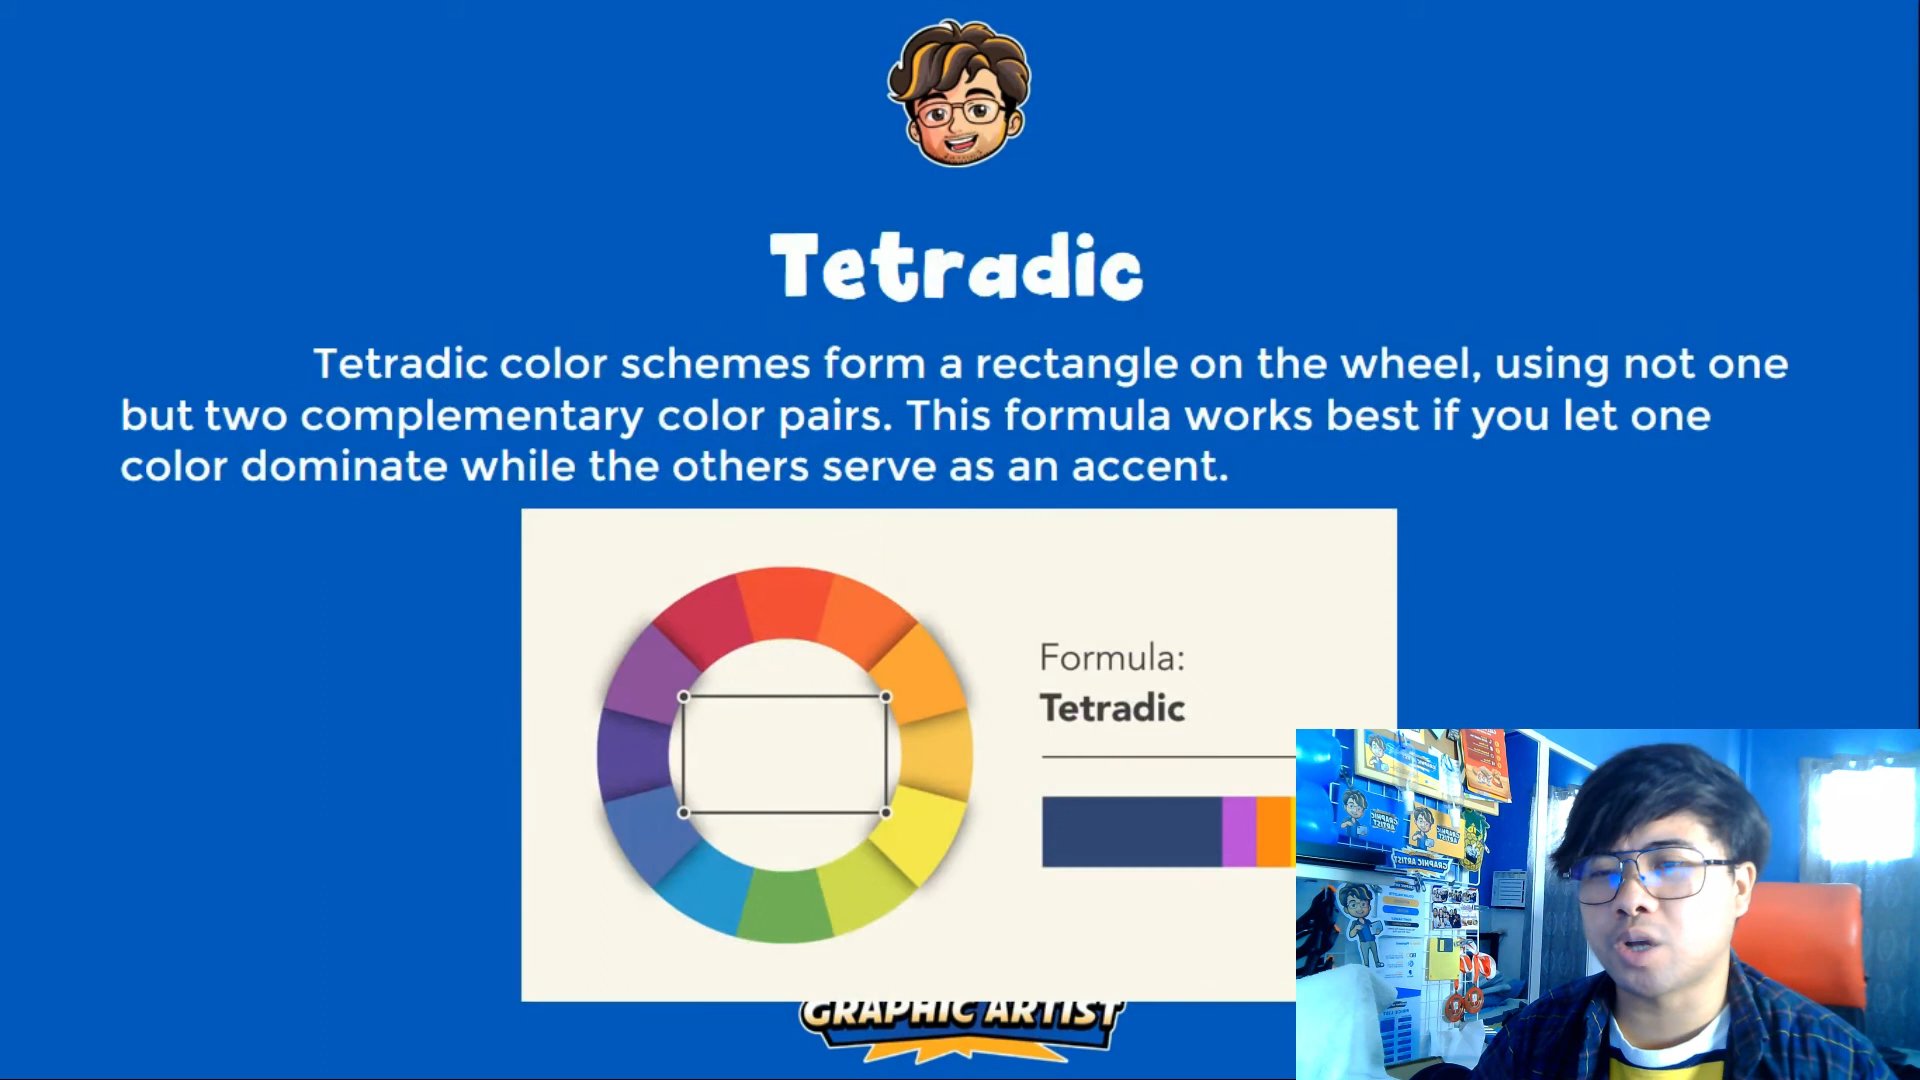 Tetradic
Tetradic color schemes form a rectangle on the wheel, using not one
but two complementary color pairs. This formula works best if you let one
color dominate while the others serve as an accent.
Formula:
Tetradic
GRAPHIC ARTIST